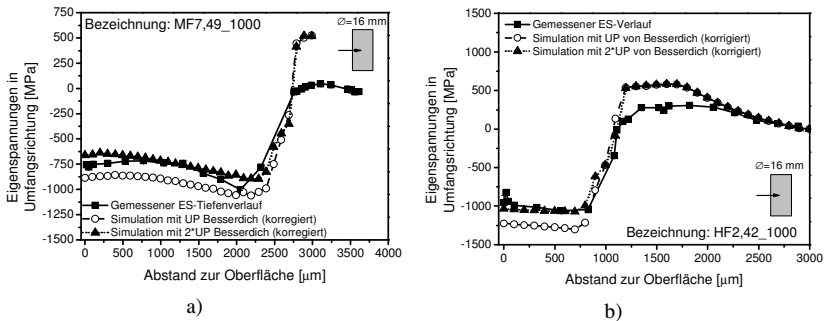 Bezeichnung: MF7,49_1000
Ø=16 mm
Eigenspannungen in
Umfangsrichtung [MPa]
750
500
250
0
-250
-500
-750
-1000
-1250
-1500
Gemessener ES-Tiefenverlauf
Simulation mit UP Besserdich (korregiert)
Simulation mit 2*UP Besserdich (korregiert)
0 500 1000 1500 2000 2500 3000 3500 4000
Abstand zur Oberfläche [µm]
a)
Gemessener ES-Verlauf
Simulation mit UP von Besserdich (korrigiert)
Simulation mit 2*UP von Besserdich (korrigiert)
Eigenspannungen in
Umfangsrichtung [MPa]
1500
1000
500
0
-500
-1000
-1500
Ø=16 mm
Bezeichnung: HF2,42_1000
0 500 1000 1500 2000 2500 3000
Abstand zur Oberfläche [µm]
b)